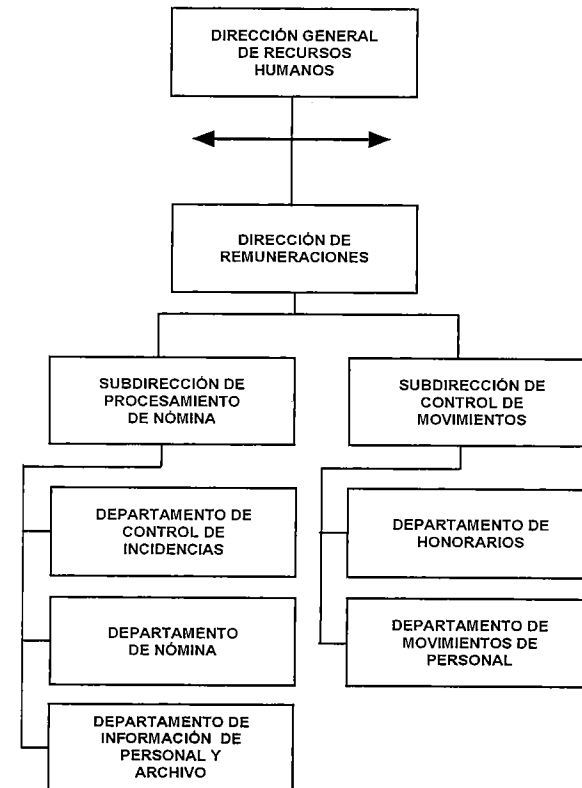 DIRECCIÓN GENERAL
DE RECURSOS
HUMANOS
DIRECCIÓN DE
REMUNERACIONES
SUBDIRECCIÓN DE
PROCESAMIENTO
DE NÓMINA
SUBDIRECCIÓN DE
CONTROL DE
MOVIMIENTOS
DEPARTAMENTO DE
CONTROL DE
INCIDENCIAS
DEPARTAMENTO DE
HONORARIOS
DEPARTAMENTO
DE NÓMINA
DEPARTAMENTO DE
MOVIMIENTOS DE
PERSONAL
DEPARTAMENTO DE
INFORMACIÓN DE
PERSONAL Y
ARCHIVO